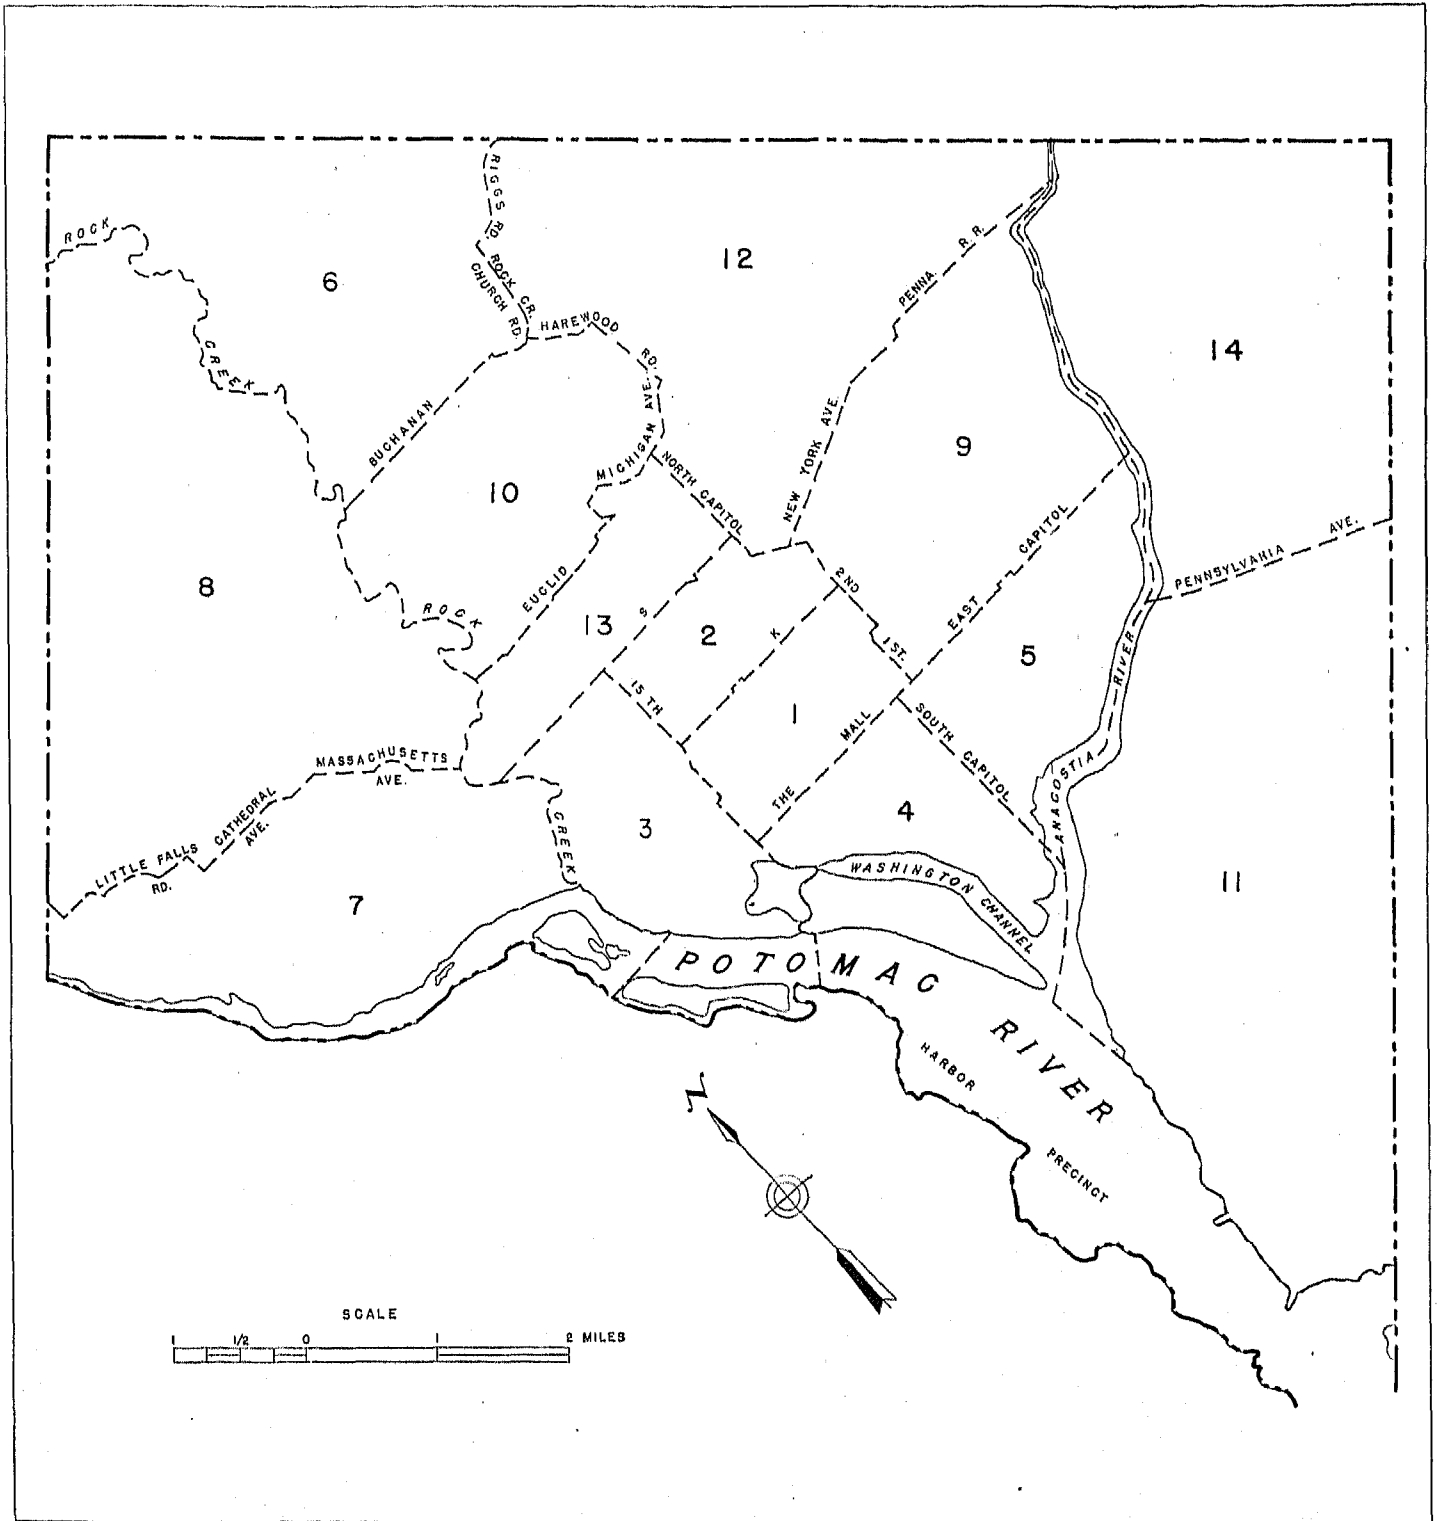 RIGGS RD.
ROCK CR.
CHURCH RD.
ROCK
CREEK
6
12
PENNA. R. R.
HAREWOOD RD.
14
BUCHANAN
MICHIGAN AVE.
NORTH CAPITOL
NEW YORK AVE.
9
10
EAST CAPITOL
PENNSYLVANIA AVE.
8
ROCK
EUCLID
13
S
2
K
2ND
1ST.
5
15 TH
1
THE MALL
SOUTH CAPITOL
ANACOSTIA RIVER
MASSACHUSETTS
AVE.
CATHEDRAL
AVE.
LITTLE FALLS
RD.
CREEK
3
4
7
WASHINGTON CHANNEL
11
POTOMAC RIVER
HARBOR
PRECINCT
N
SCALE
1 1/2 0 1 2 MILES